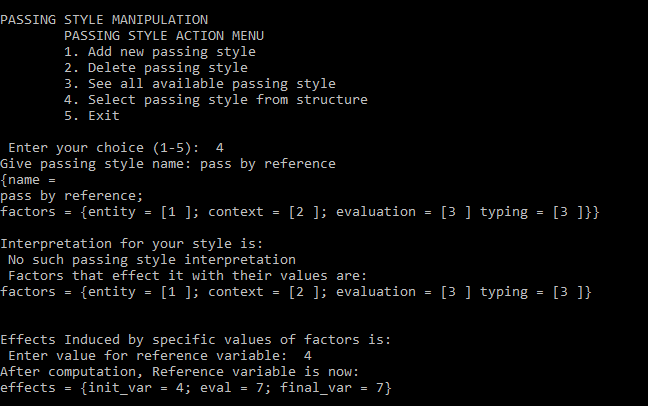 PASSING STYLE MANIPULATION
PASSING STYLE ACTION MENU
1. Add new passing style
2. Delete passing style
3. See all available passing style
4. Select passing style from structure
5. Exit
Enter your choice (1-5):  4
Give passing style name: pass by reference
{name =
pass by reference;
factors = {entity = [1 ]; context = [2 ]; evaluation = [3 ] typing = [3 ]}}
Interpretation for your style is:
No such passing style interpretation
Factors that effect it with their values are:
factors = {entity = [1 ]; context = [2 ]; evaluation = [3 ] typing = [3 ]}
Effects Induced by specific values of factors is:
Enter value for reference variable:  4
After computation, Reference variable is now:
effects = {init_var = 4; eval = 7; final_var = 7}